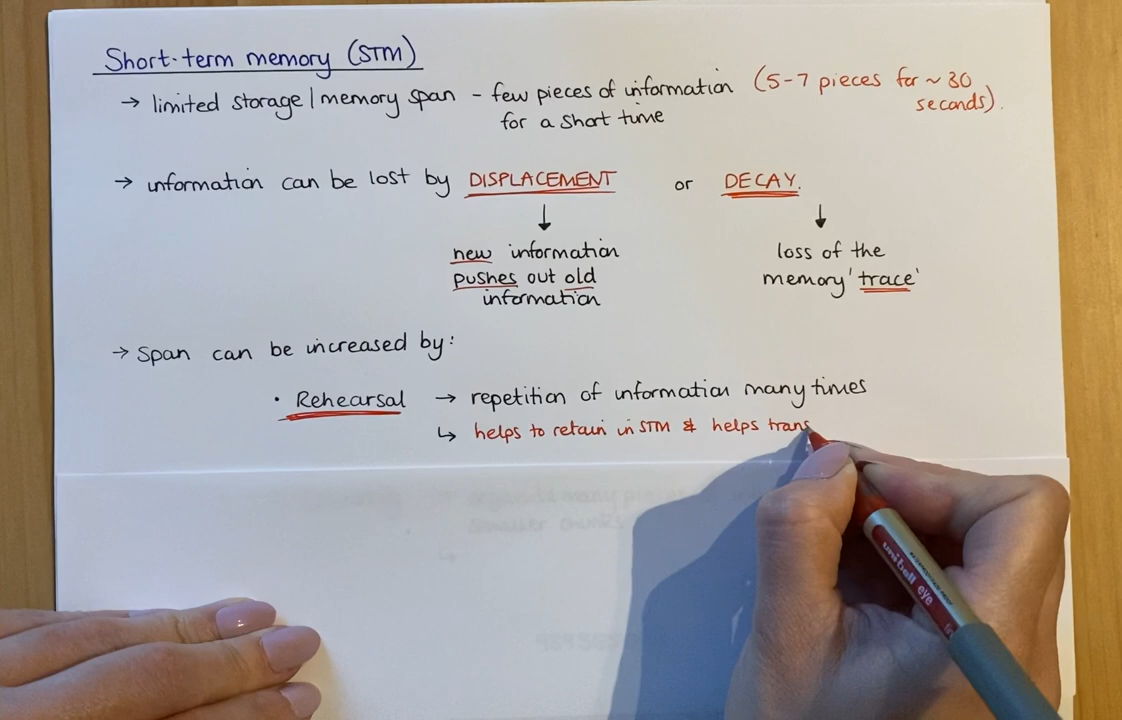 Short-term memory (STM)
→ limited storage/memory span - few pieces of information (5-7 pieces for ~ 30
for a short time seconds).
→ information can be lost by DISPLACEMENT or DECAY.
↓ ↓
new information loss of the
pushes out old memory 'trace'
information
→ Span can be increased by:
• Rehearsal → repetition of information many times
↳ helps to retain in STM & helps trans
uniball eye